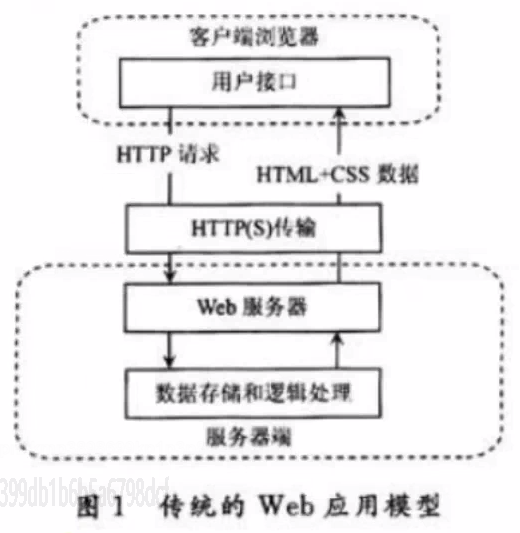 客户端浏览器
用户接口
HTTP 请求
HTML+CSS 数据
HTTP(S)传输
Web 服务器
数据存储和逻辑处理
服务器端
399db1b6b5a6798dcf
图 1 传统的 Web 应用模型